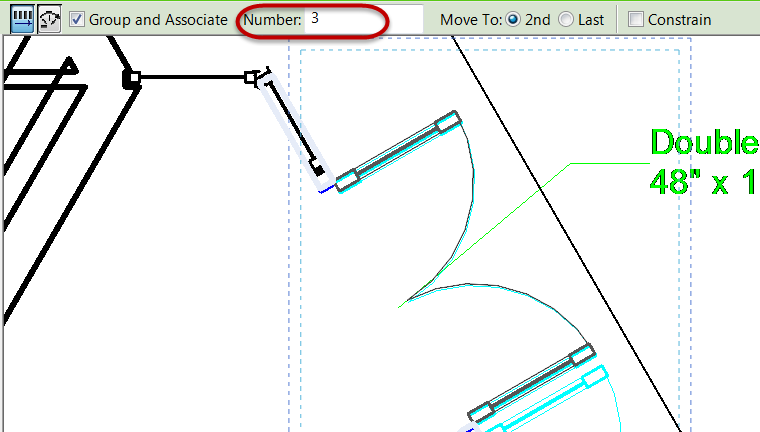 Group and Associate Number: 3 Move To: 2nd Last Constrain
Double
48" x 1